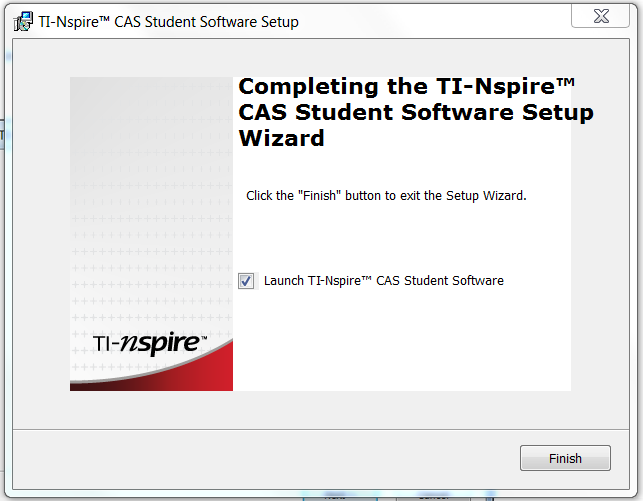 TI-Nspire™ CAS Student Software Setup
Completing the TI-Nspire™
CAS Student Software Setup
Wizard
Click the "Finish" button to exit the Setup Wizard.
Launch TI-Nspire™ CAS Student Software
TI-nspire™
Finish